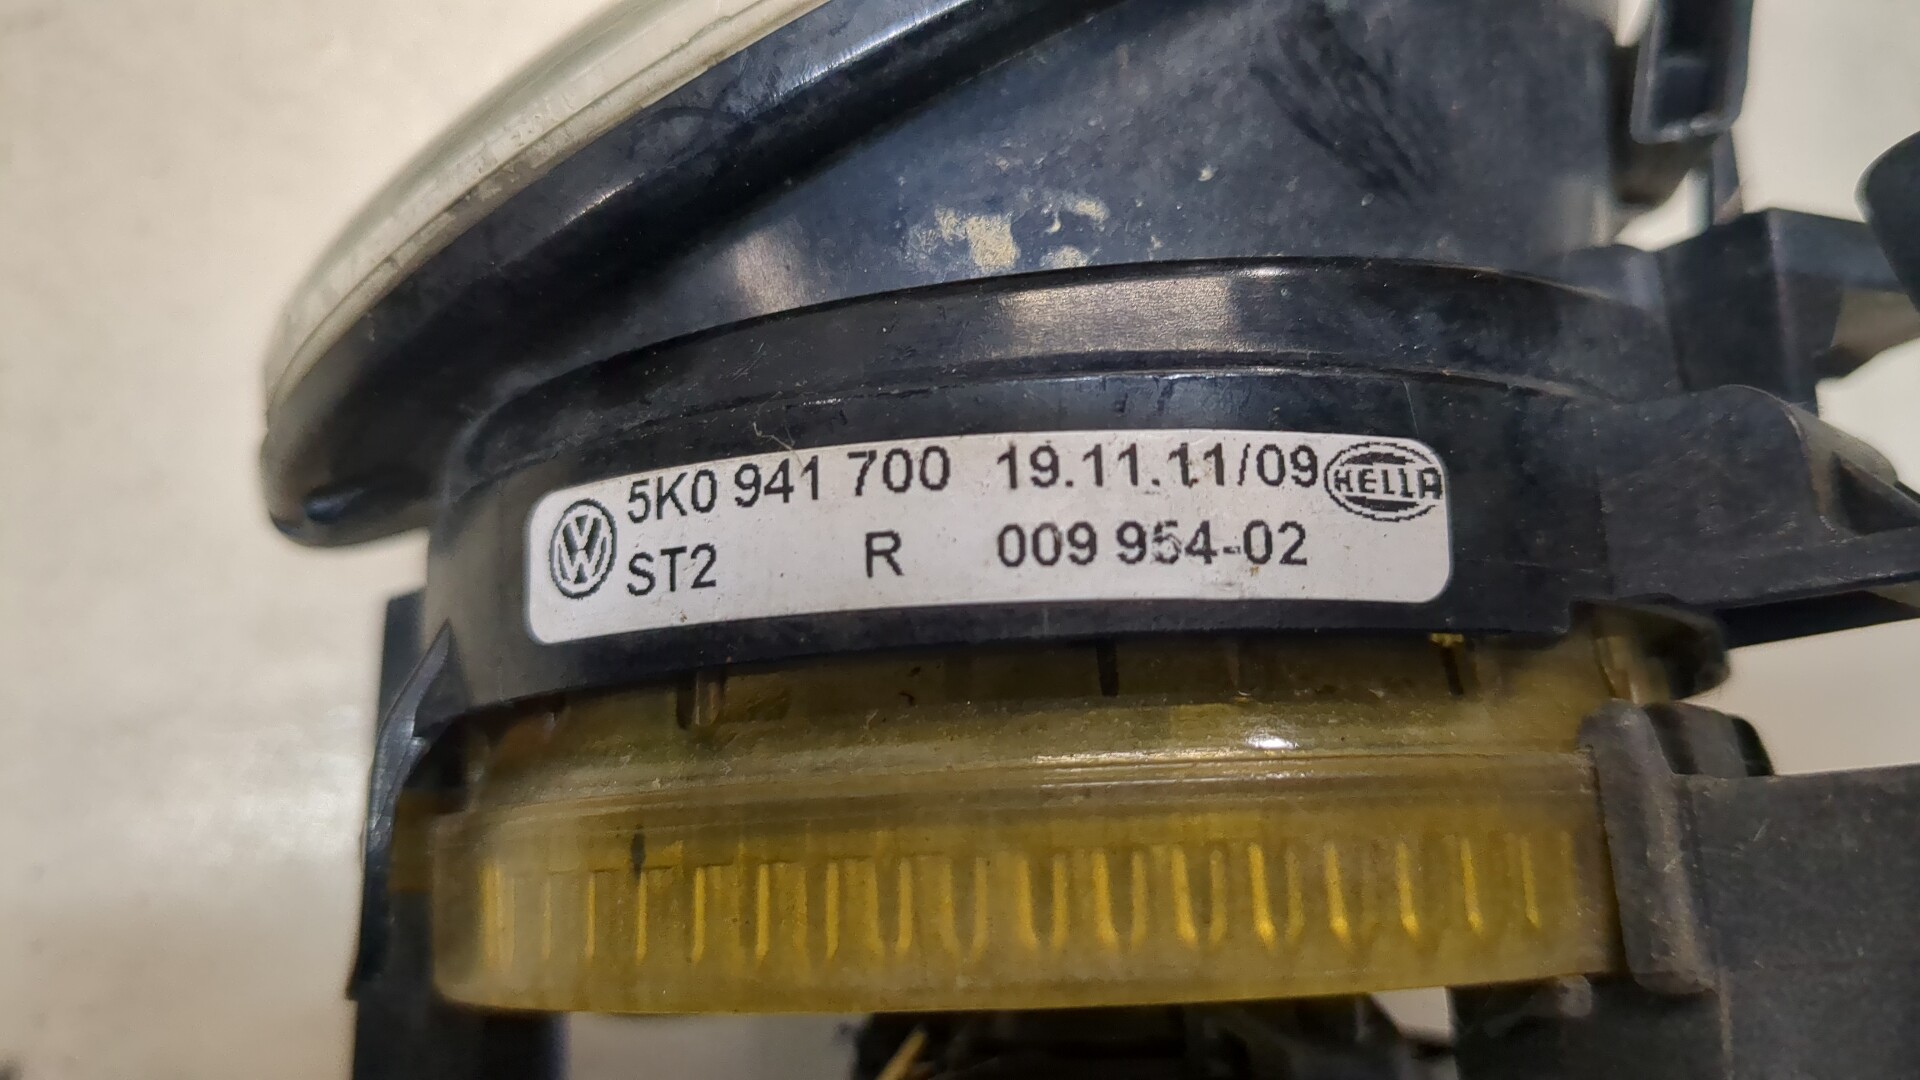 5K0 941 700 19.11.11/09 HELLA
ST2 R 009 954-02